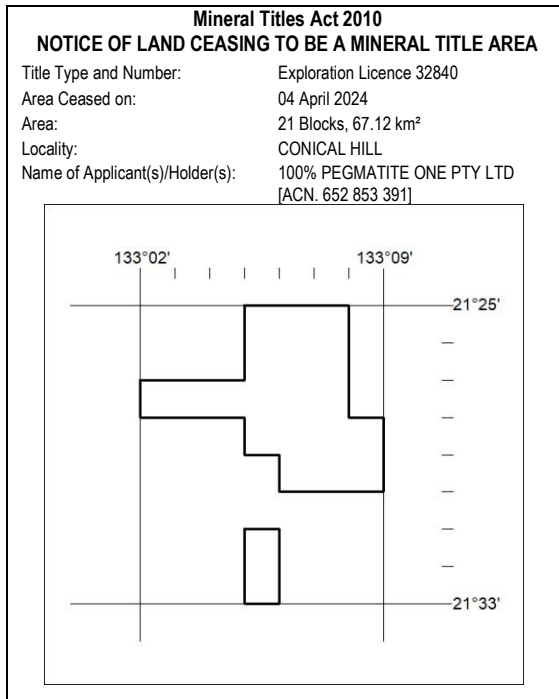 Mineral Titles Act 2010
NOTICE OF LAND CEASING TO BE A MINERAL TITLE AREA
Title Type and Number: Exploration Licence 32840
Area Ceased on: 04 April 2024
Area: 21 Blocks, 67.12 km²
Locality: CONICAL HILL
Name of Applicant(s)/Holder(s): 100% PEGMATITE ONE PTY LTD
[ACN. 652 853 391]
133°02' 133°09'
21°25'
21°33'